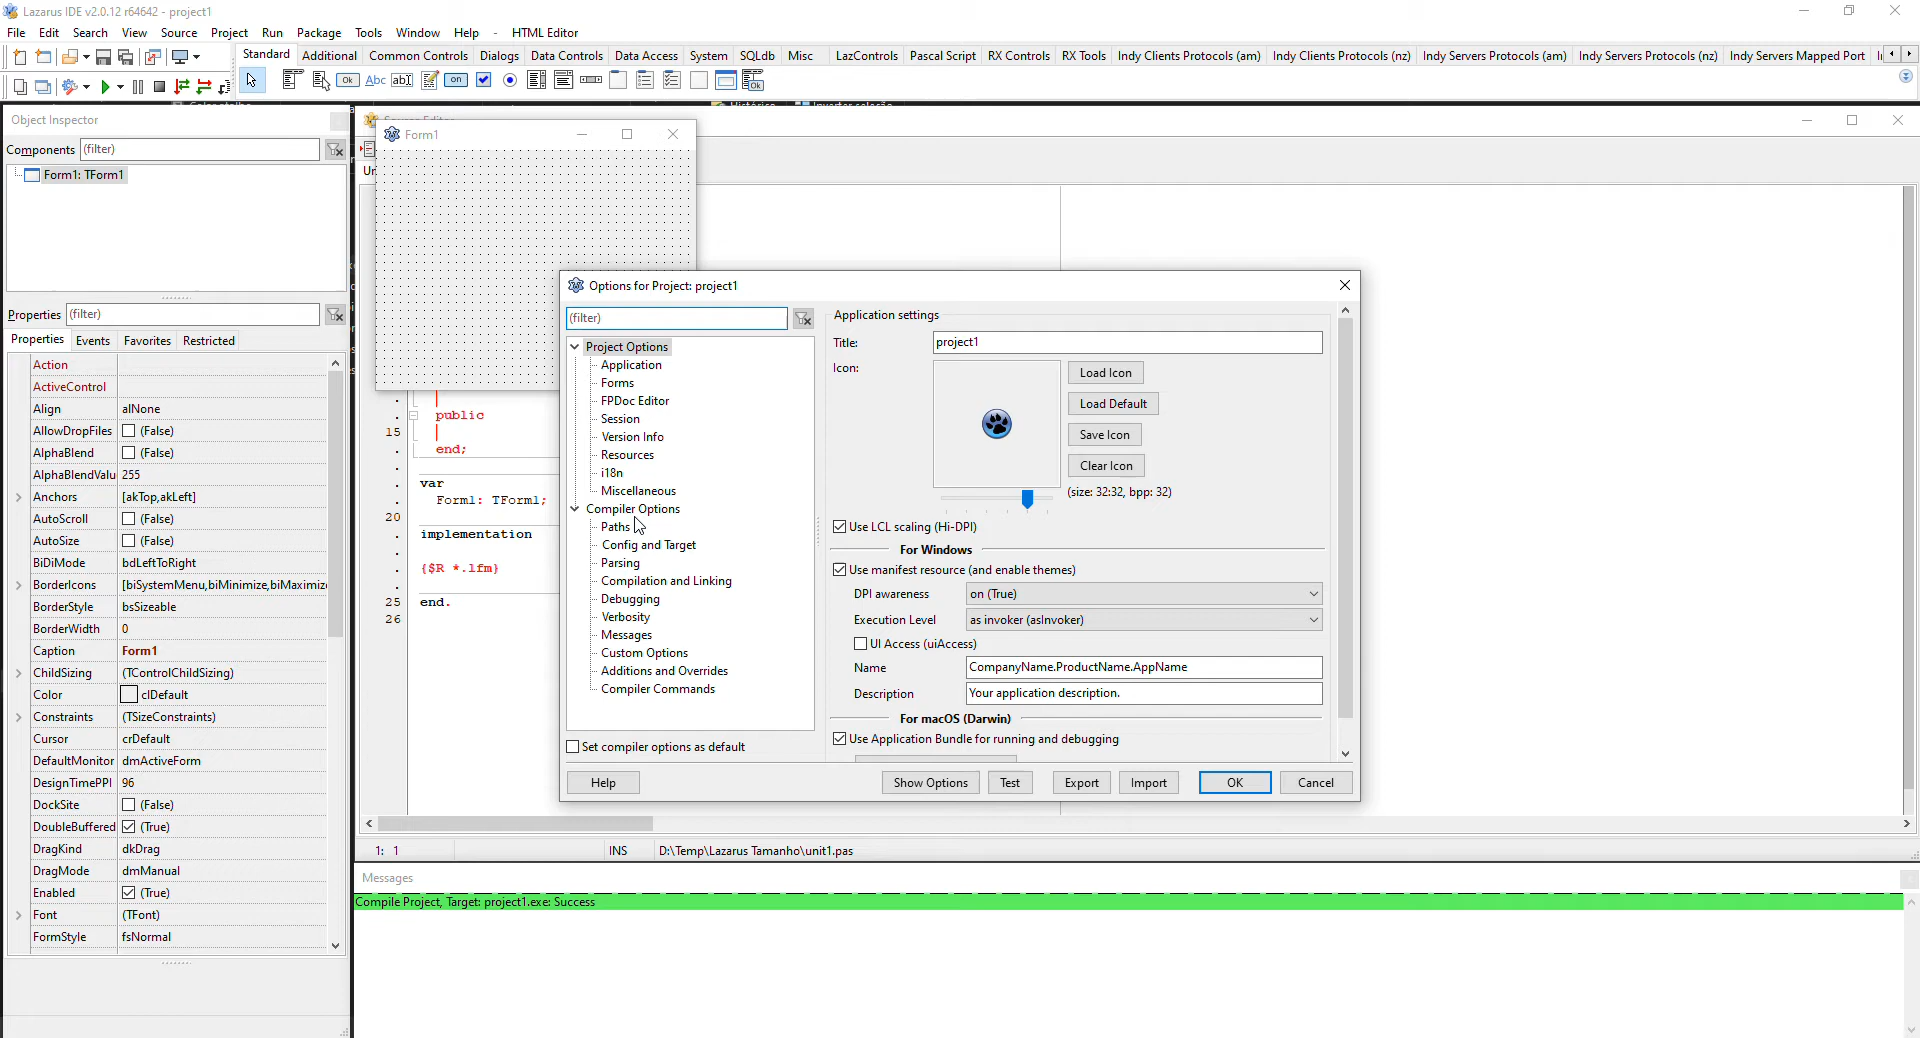 Lazarus IDE v2.0.12 r64642 - project1
File Edit Search View Source Project Run Package Tools Window Help - HTML Editor
Standard Additional Common Controls Dialogs Data Controls Data Access System SQLdb Misc LazControls Pascal Script RX Controls RX Tools Indy Clients Protocols (am) Indy Clients Protocols (nz) Indy Servers Protocols (am) Indy Servers Protocols (nz) Indy Servers Mapped Port
Ok Abc ab on Ok
Object Inspector
Components (filter)
Form1: TForm1
Properties (filter)
Properties Events Favorites Restricted
Action
ActiveControl
Align alNone
AllowDropFiles (False)
AlphaBlend (False)
AlphaBlendValu 255
Anchors [akTop,akLeft]
AutoScroll (False)
AutoSize (False)
BiDiMode bdLeftToRight
BorderIcons [biSystemMenu,biMinimize,biMaximiz
BorderStyle bsSizeable
BorderWidth 0
Caption Form1
ChildSizing (TControlChildSizing)
Color clDefault
Constraints (TSizeConstraints)
Cursor crDefault
DefaultMonitor dmActiveForm
DesignTimePPI 96
DockSite (False)
DoubleBuffered (True)
DragKind dkDrag
DragMode dmManual
Enabled (True)
Font (TFont)
FormStyle fsNormal
Form1
public
15
end;
var
Form1: TForm1;
20
implementation
{$R *.lfm}
25 end.
26
Options for Project: project1
(filter)
Project Options
Application
Forms
FPDoc Editor
Session
Version Info
Resources
i18n
Miscellaneous
Compiler Options
Paths
Config and Target
Parsing
Compilation and Linking
Debugging
Verbosity
Messages
Custom Options
Additions and Overrides
Compiler Commands
Set compiler options as default
Application settings
Title: project1
Icon:
Load Icon
Load Default
Save Icon
Clear Icon
(size: 32:32, bpp: 32)
Use LCL scaling (Hi-DPI)
For Windows
Use manifest resource (and enable themes)
DPI awareness on (True)
Execution Level as invoker (asInvoker)
UI Access (uiAccess)
Name CompanyName.ProductName.AppName
Description Your application description.
For macOS (Darwin)
Use Application Bundle for running and debugging
Help Show Options Test Export Import OK Cancel
1: 1 INS D:\Temp\Lazarus Tamanho\unit1.pas
Messages
Compile Project, Target: project1.exe: Success